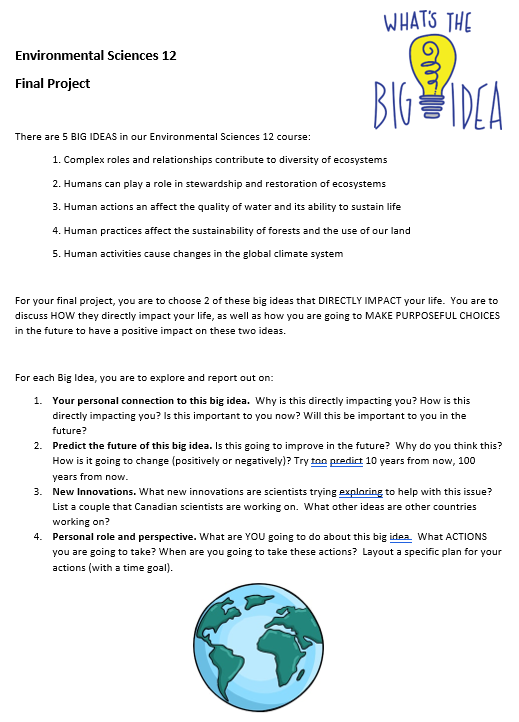 WHAT'S THE
BIG IDEA
Environmental Sciences 12
Final Project
There are 5 BIG IDEAS in our Environmental Sciences 12 course:
1. Complex roles and relationships contribute to diversity of ecosystems
2. Humans can play a role in stewardship and restoration of ecosystems
3. Human actions an affect the quality of water and its ability to sustain life
4. Human practices affect the sustainability of forests and the use of our land
5. Human activities cause changes in the global climate system
For your final project, you are to choose 2 of these big ideas that DIRECTLY IMPACT your life. You are to
discuss HOW they directly impact your life, as well as how you are going to MAKE PURPOSEFUL CHOICES
in the future to have a positive impact on these two ideas.
For each Big Idea, you are to explore and report out on:
1. Your personal connection to this big idea. Why is this directly impacting you? How is this
directly impacting you? Is this important to you now? Will this be important to you in the
future?
2. Predict the future of this big idea. Is this going to improve in the future? Why do you think this?
How is it going to change (positively or negatively)? Try too predict 10 years from now, 100
years from now.
3. New Innovations. What new innovations are scientists trying exploring to help with this issue?
List a couple that Canadian scientists are working on. What other ideas are other countries
working on?
4. Personal role and perspective. What are YOU going to do about this big idea. What ACTIONS
you are going to take? When are you going to take these actions? Layout a specific plan for your
actions (with a time goal).